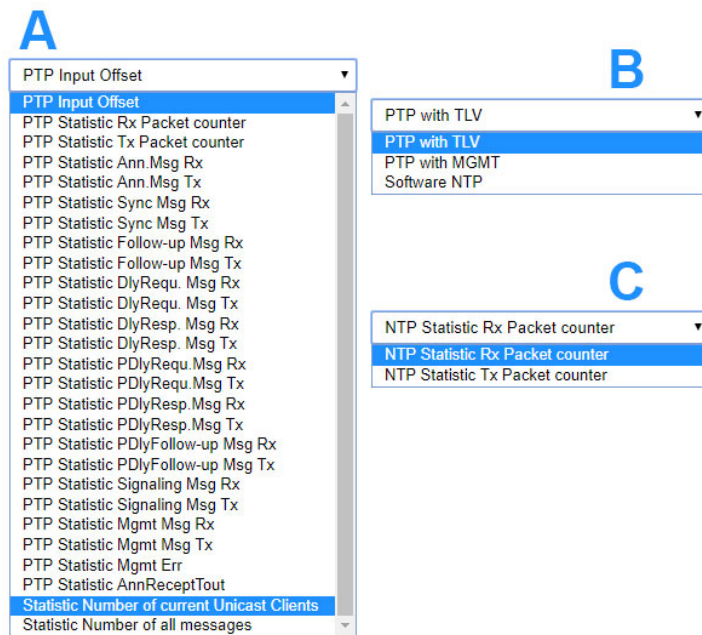 A
PTP Input Offset
PTP Input Offset
PTP Statistic Rx Packet counter
PTP Statistic Tx Packet counter
PTP Statistic Ann.Msg Rx
PTP Statistic Ann.Msg Tx
PTP Statistic Sync Msg Rx
PTP Statistic Sync Msg Tx
PTP Statistic Follow-up Msg Rx
PTP Statistic Follow-up Msg Tx
PTP Statistic DlyRequ. Msg Rx
PTP Statistic DlyRequ. Msg Tx
PTP Statistic DlyResp. Msg Rx
PTP Statistic DlyResp. Msg Tx
PTP Statistic PDlyRequ.Msg Rx
PTP Statistic PDlyRequ.Msg Tx
PTP Statistic PDlyResp.Msg Rx
PTP Statistic PDlyResp.Msg Tx
PTP Statistic PDlyFollow-up Msg Rx
PTP Statistic PDlyFollow-up Msg Tx
PTP Statistic Signaling Msg Rx
PTP Statistic Signaling Msg Tx
PTP Statistic Mgmt Msg Rx
PTP Statistic Mgmt Msg Tx
PTP Statistic Mgmt Err
PTP Statistic AnnReceptTout
Statistic Number of current Unicast Clients
Statistic Number of all messages
B
PTP with TLV
PTP with TLV
PTP with MGMT
Software NTP
C
NTP Statistic Rx Packet counter
NTP Statistic Rx Packet counter
NTP Statistic Tx Packet counter